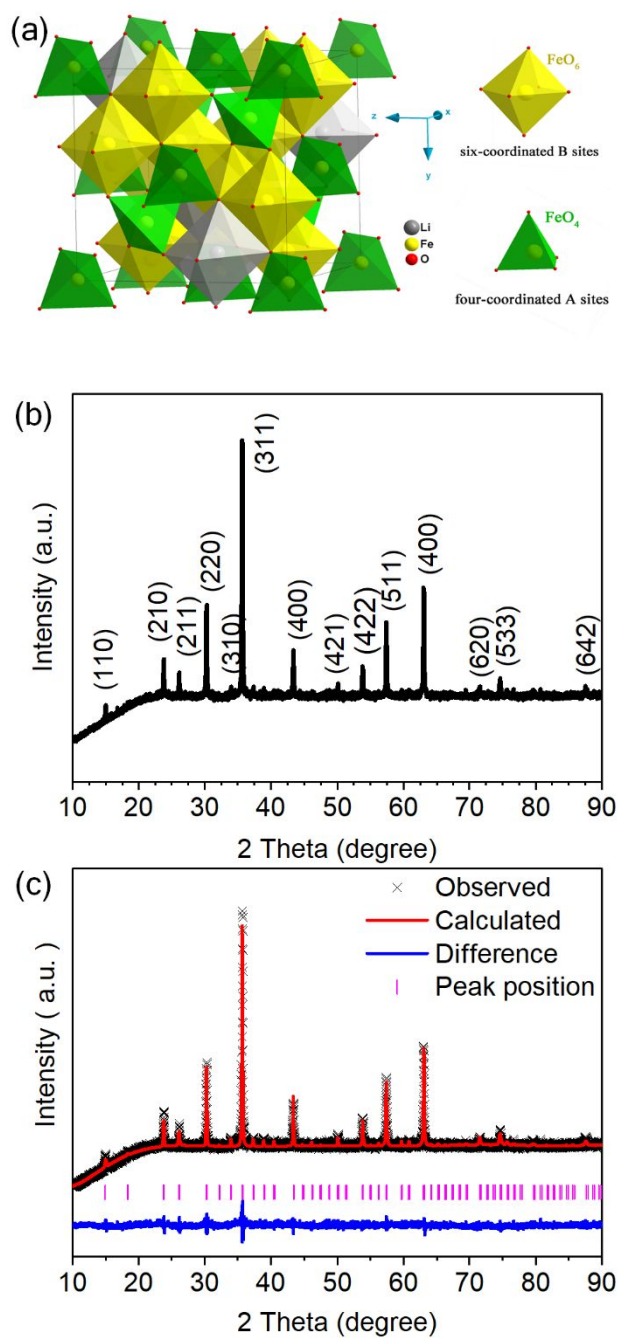 (a)
FeO6
six-coordinated B sites
z
x
y
Li
Fe
O
FeO4
four-coordinated A sites
(b)
Intensity (a.u.)
(110)
(210)
(211)
(220)
(310)
(311)
(400)
(421)
(422)
(511)
(400)
(620)
(533)
(642)
10 20 30 40 50 60 70 80 90
2 Theta (degree)
(c)
Observed
Calculated
Difference
Peak position
Intensity ( a.u. )
10 20 30 40 50 60 70 80 90
2 Theta (degree)